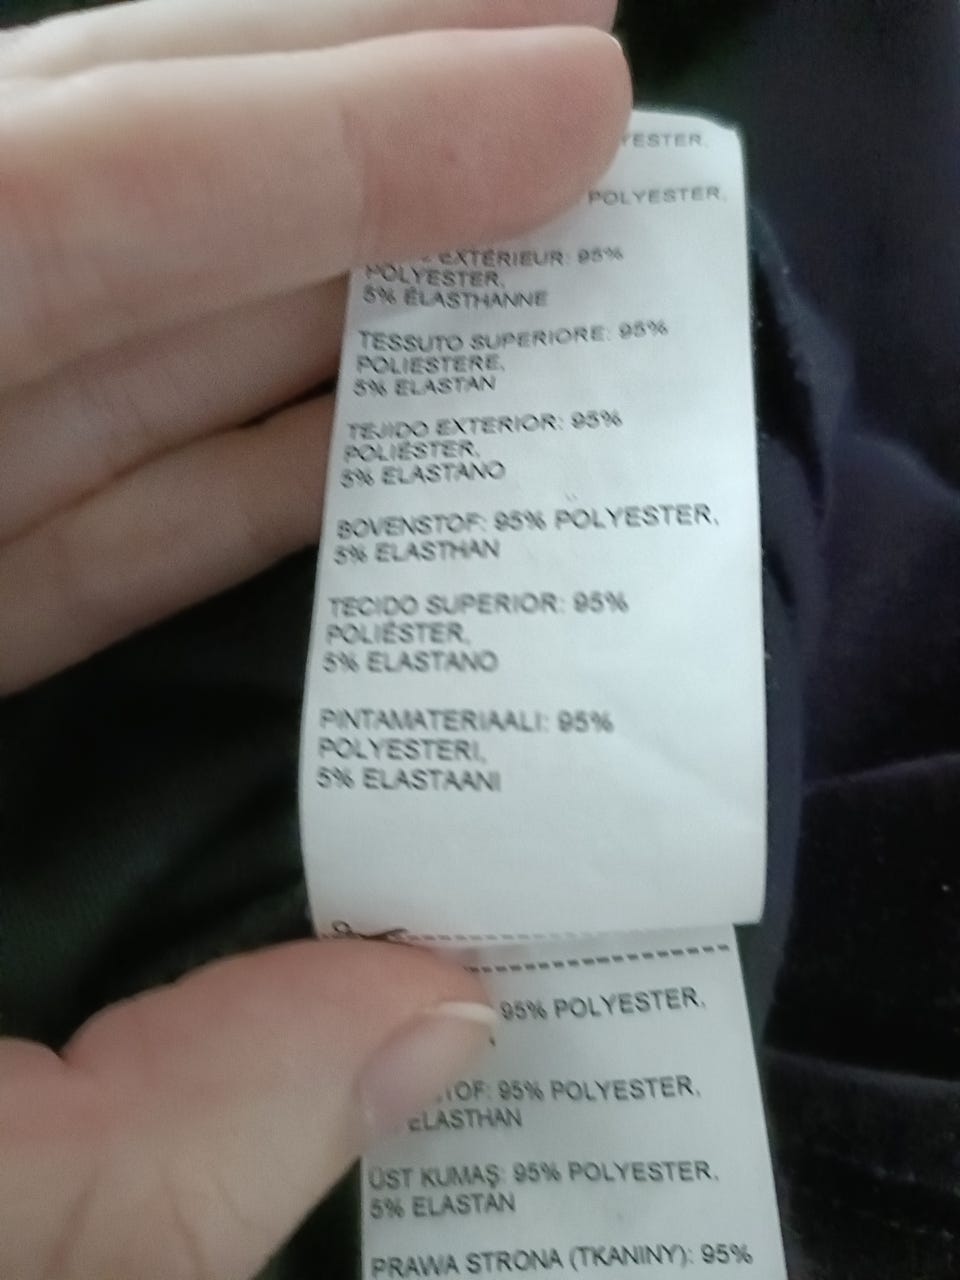 POLYESTER,
EXTÉRIEUR: 95%
POLYESTER,
5% ÉLASTHANNE
TESSUTO SUPERIORE: 95%
POLIESTERE,
5% ELASTAN
TEJIDO EXTERIOR: 95%
POLIÉSTER,
5% ELASTANO
BOVENSTOF: 95% POLYESTER,
5% ELASTHAN
TECIDO SUPERIOR: 95%
POLIÉSTER,
5% ELASTANO
PINTAMATERIAALI: 95%
POLYESTERI,
5% ELASTAANI
95% POLYESTER,
95% POLYESTER,
ELASTHAN
ÜST KUMAŞ: 95% POLYESTER,
5% ELASTAN
PRAWA STRONA (TKANINY): 95%